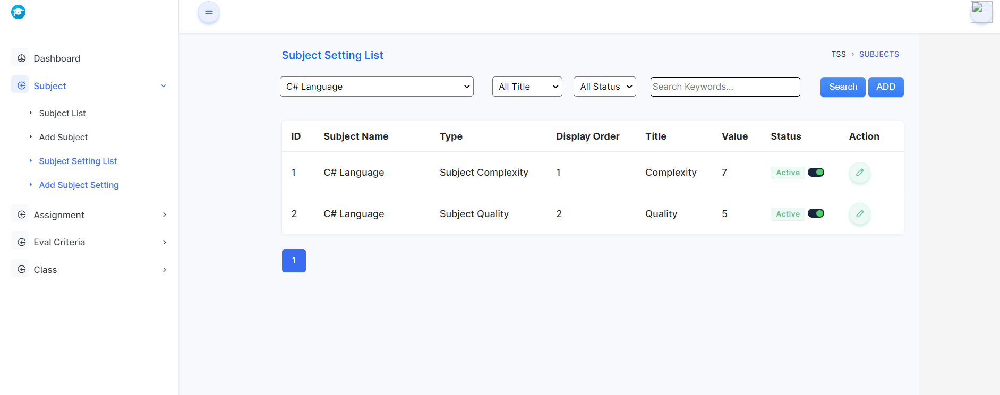 Dashboard
Subject
Subject List
Add Subject
Subject Setting List
Add Subject Setting
Assignment
Eval Criteria
Class
Subject Setting List
TSS > SUBJECTS
C# Language All Title All Status Search Keywords... Search ADD
ID Subject Name Type Display Order Title Value Status Action
1 C# Language Subject Complexity 1 Complexity 7 Active
2 C# Language Subject Quality 2 Quality 5 Active
1